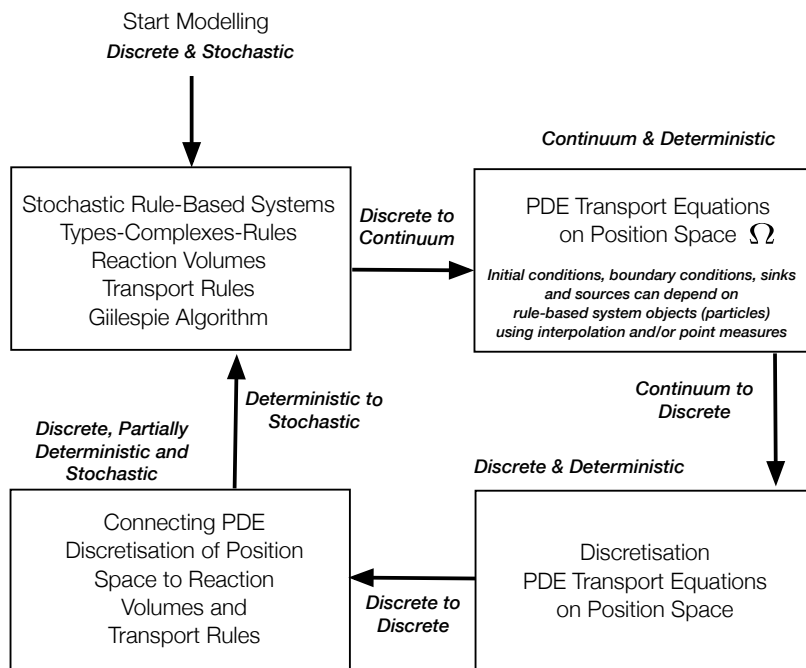 Start Modelling
Discrete & Stochastic
Stochastic Rule-Based Systems
Types-Complexes-Rules
Reaction Volumes
Transport Rules
Giilespie Algorithm
Discrete to
Continuum
Continuum & Deterministic
PDE Transport Equations
on Position Space Ω
Initial conditions, boundary conditions, sinks
and sources can depend on
rule-based system objects (particles)
using interpolation and/or point measures
Continuum to
Discrete
Discrete & Deterministic
Discretisation
PDE Transport Equations
on Position Space
Discrete to
Discrete
Discrete, Partially
Deterministic and
Stochastic
Connecting PDE
Discretisation of Position
Space to Reaction
Volumes and
Transport Rules
Deterministic to
Stochastic